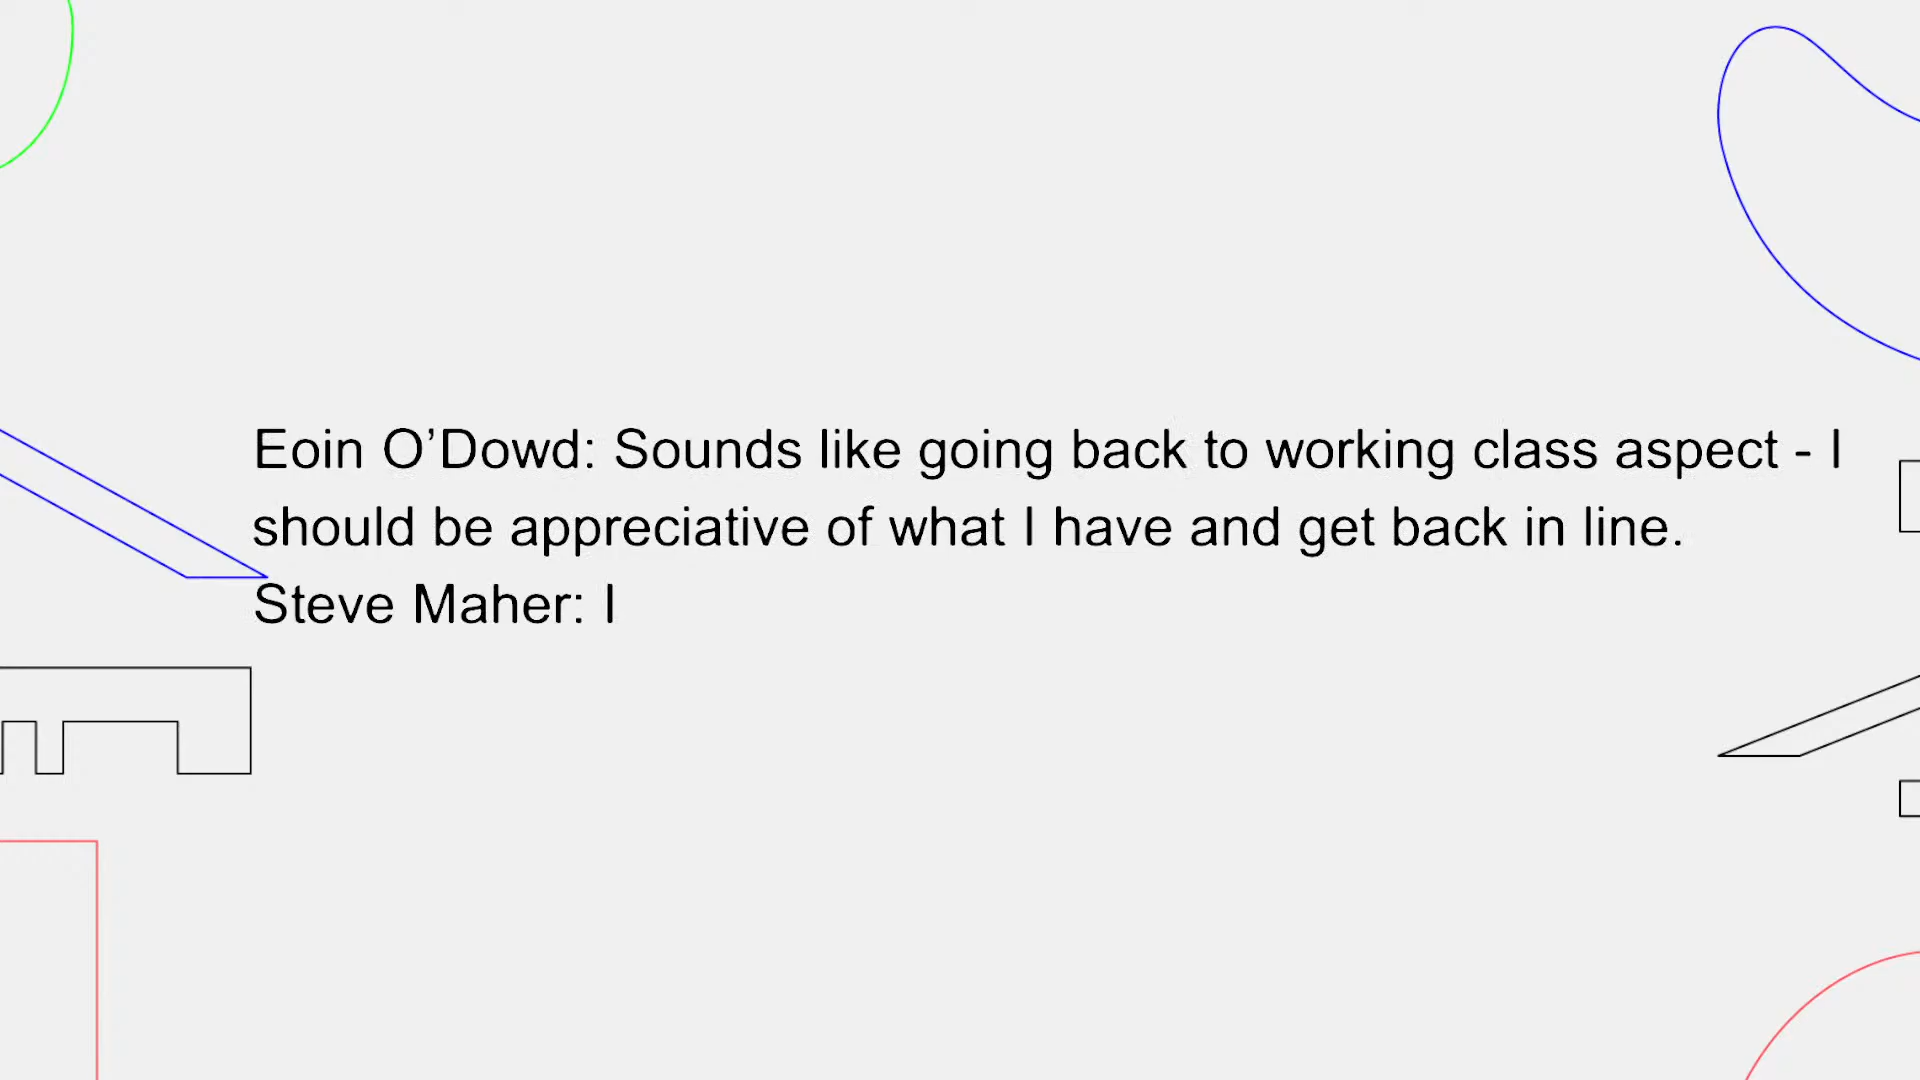 Eoin O’Dowd: Sounds like going back to working class aspect - I
should be appreciative of what I have and get back in line.
Steve Maher: I